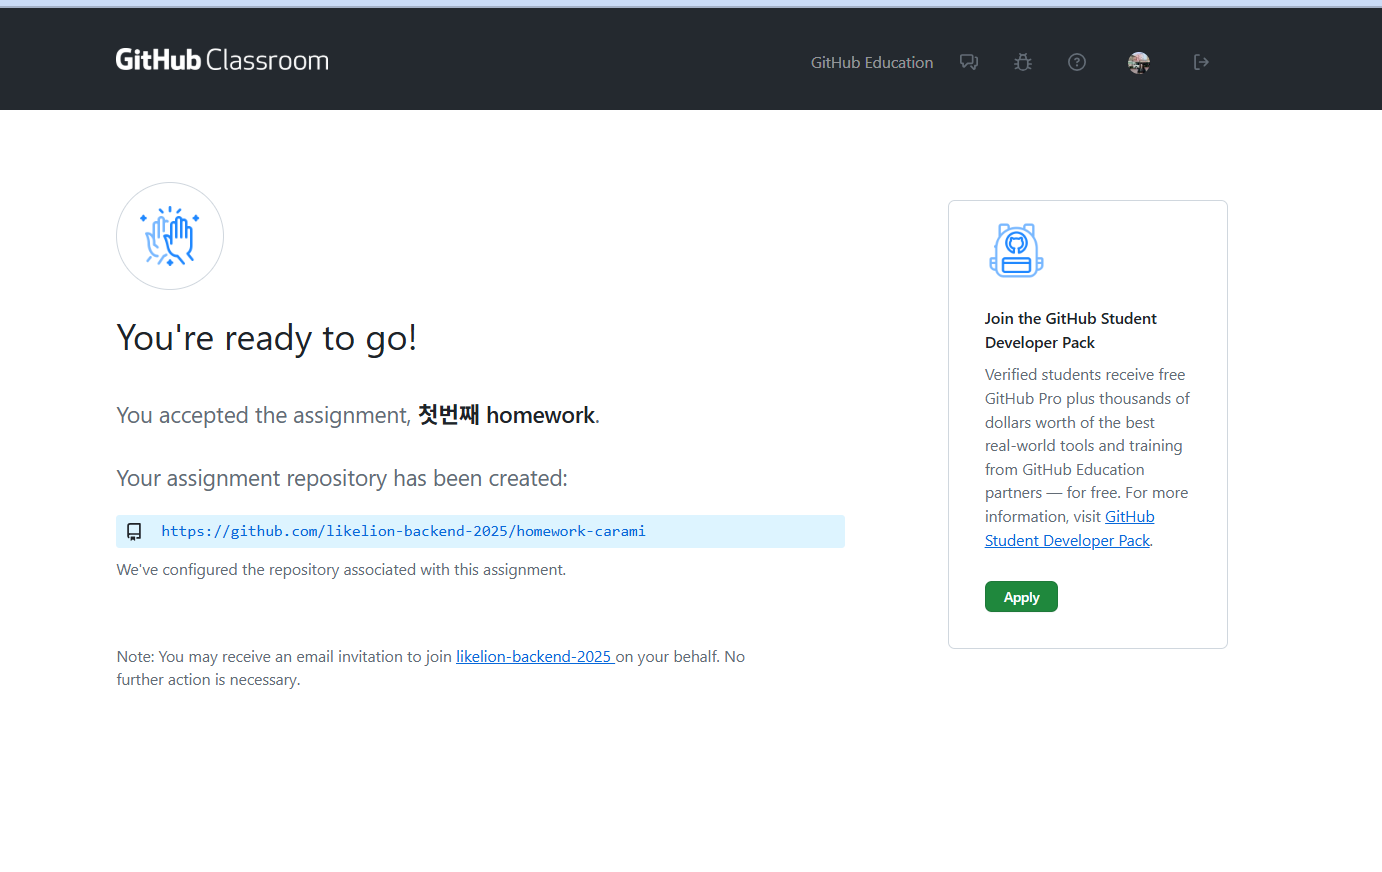 GitHub Classroom
GitHub Education
You're ready to go!
You accepted the assignment, 첫번째 homework.
Your assignment repository has been created:
https://github.com/likelion-backend-2025/homework-carami
We've configured the repository associated with this assignment.
Note: You may receive an email invitation to join likelion-backend-2025 on your behalf. No
further action is necessary.
Join the GitHub Student
Developer Pack
Verified students receive free
GitHub Pro plus thousands of
dollars worth of the best
real-world tools and training
from GitHub Education
partners — for free. For more
information, visit GitHub
Student Developer Pack.
Apply